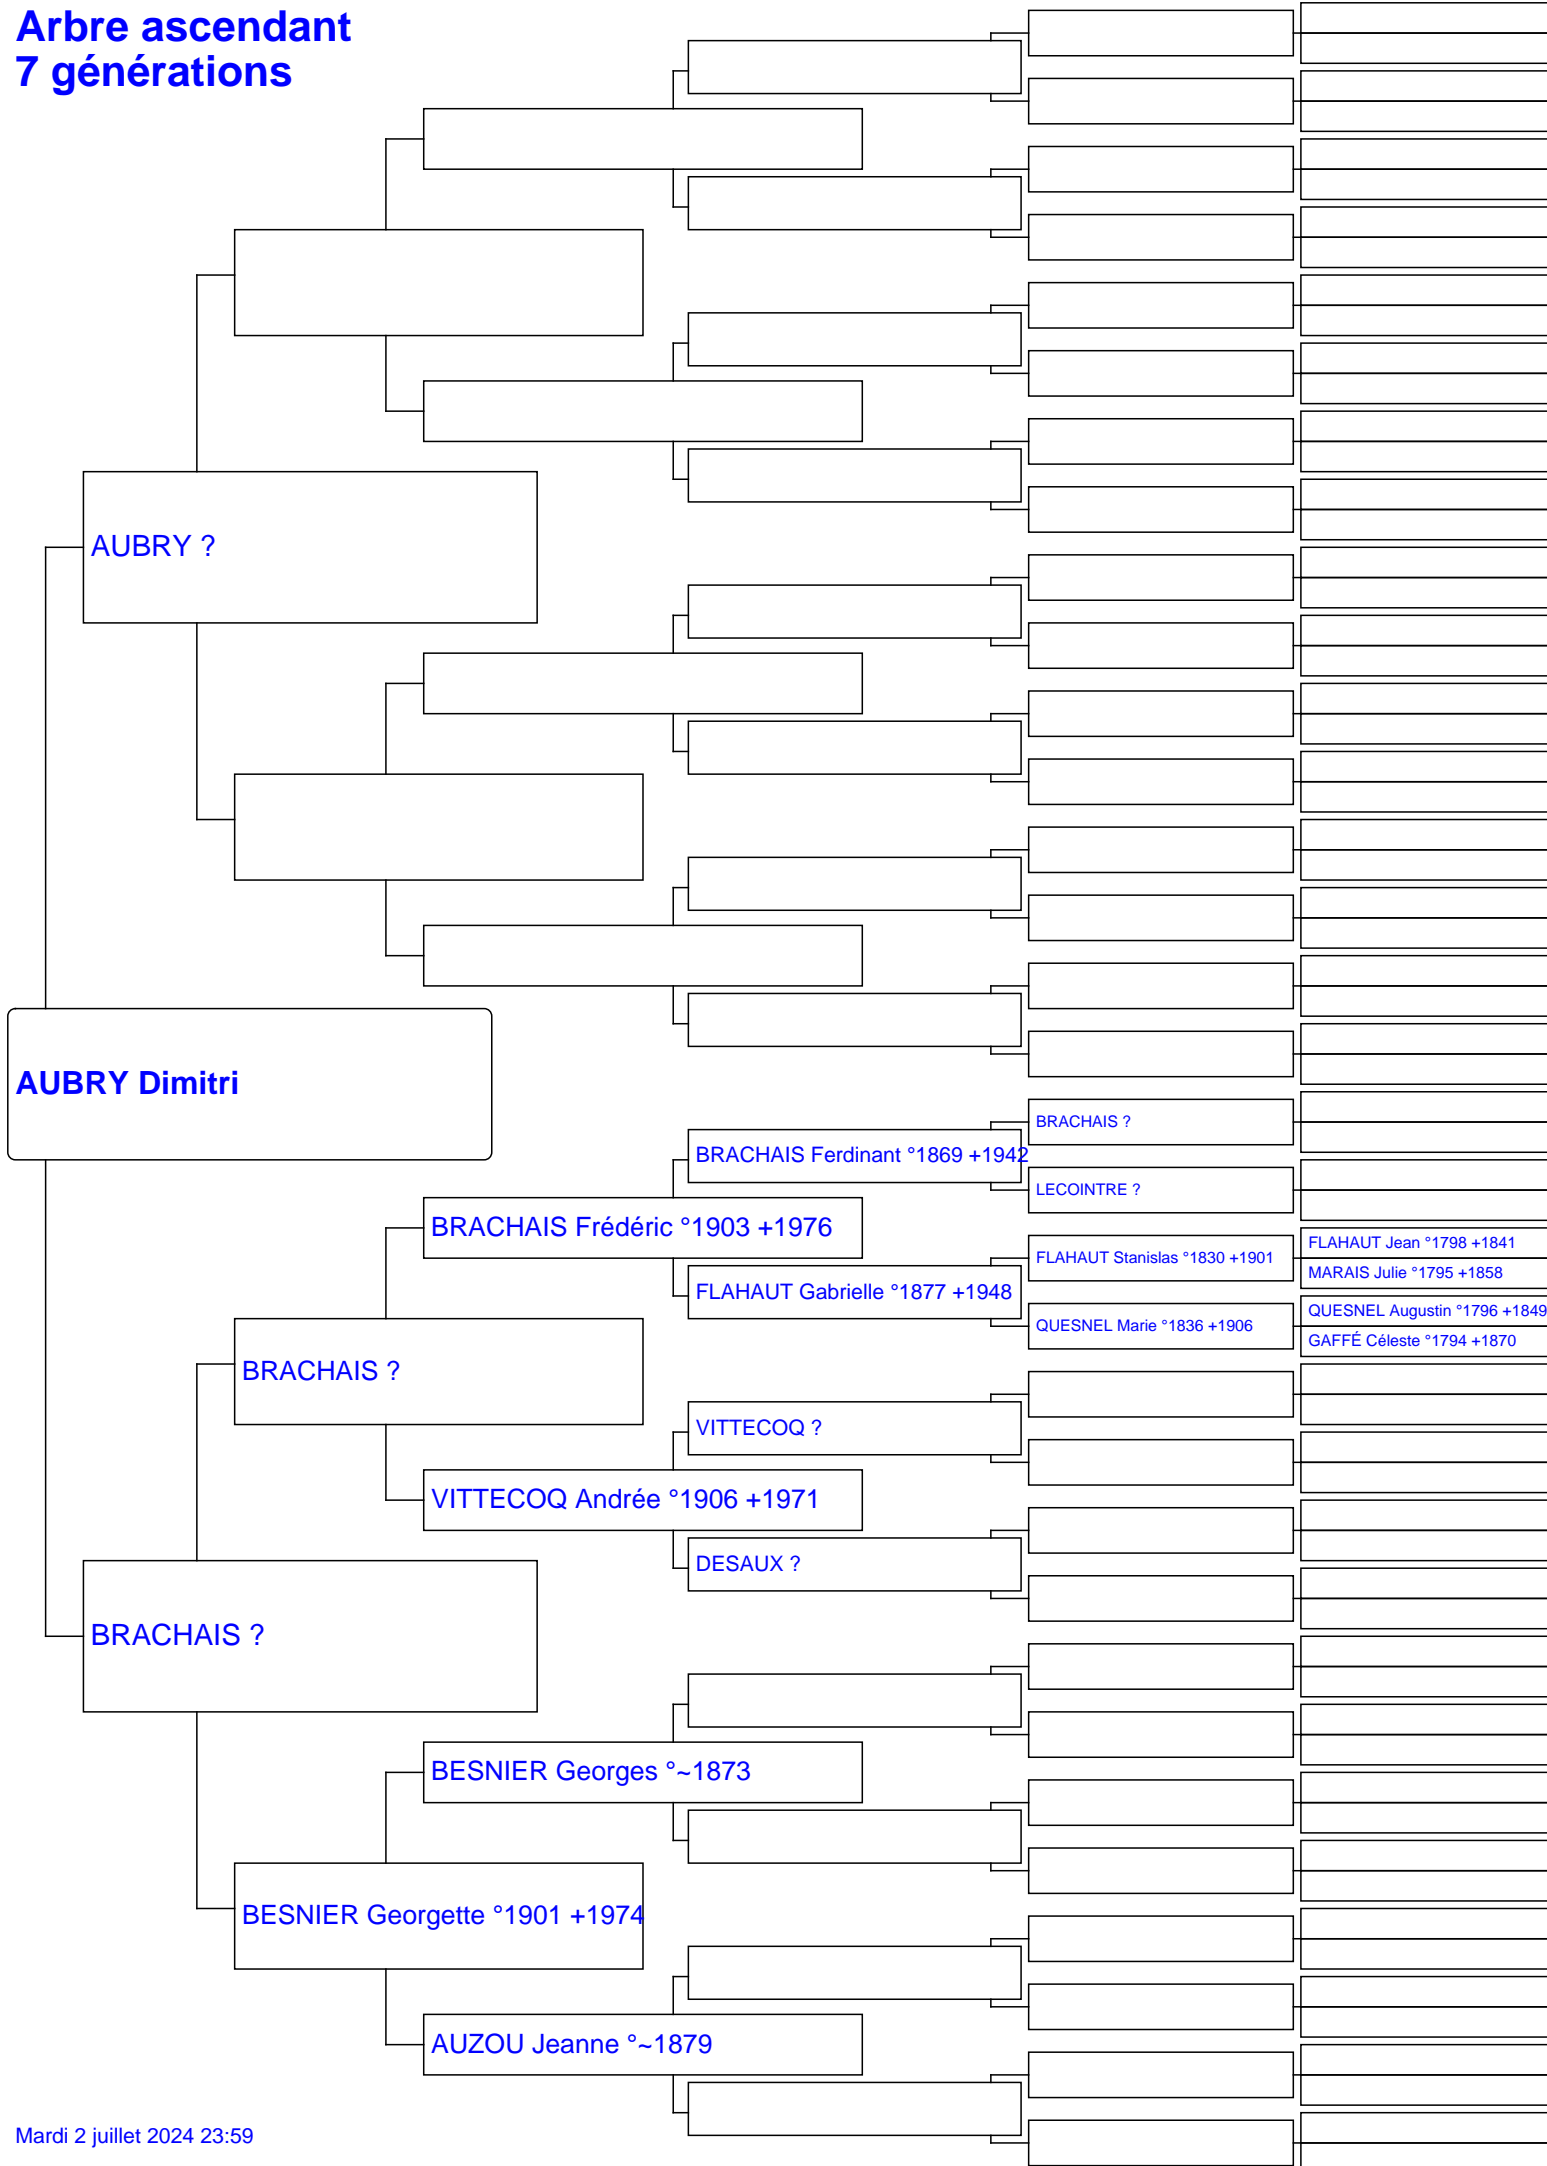 Arbre ascendant
7 générations
AUBRY ?
AUBRY Dimitri
BRACHAIS ?
BRACHAIS Ferdinant °1869 +1942
LECOINTRE ?
BRACHAIS Frédéric °1903 +1976
FLAHAUT Jean °1798 +1841
FLAHAUT Stanislas °1830 +1901
MARAIS Julie °1795 +1858
FLAHAUT Gabrielle °1877 +1948
QUESNEL Augustin °1796 +1849
QUESNEL Marie °1836 +1906
GAFFÉ Céleste °1794 +1870
BRACHAIS ?
VITTECOQ ?
VITTECOQ Andrée °1906 +1971
DESAUX ?
BRACHAIS ?
BESNIER Georges °~1873
BESNIER Georgette °1901 +1974
AUZOU Jeanne °~1879
Mardi 2 juillet 2024 23:59